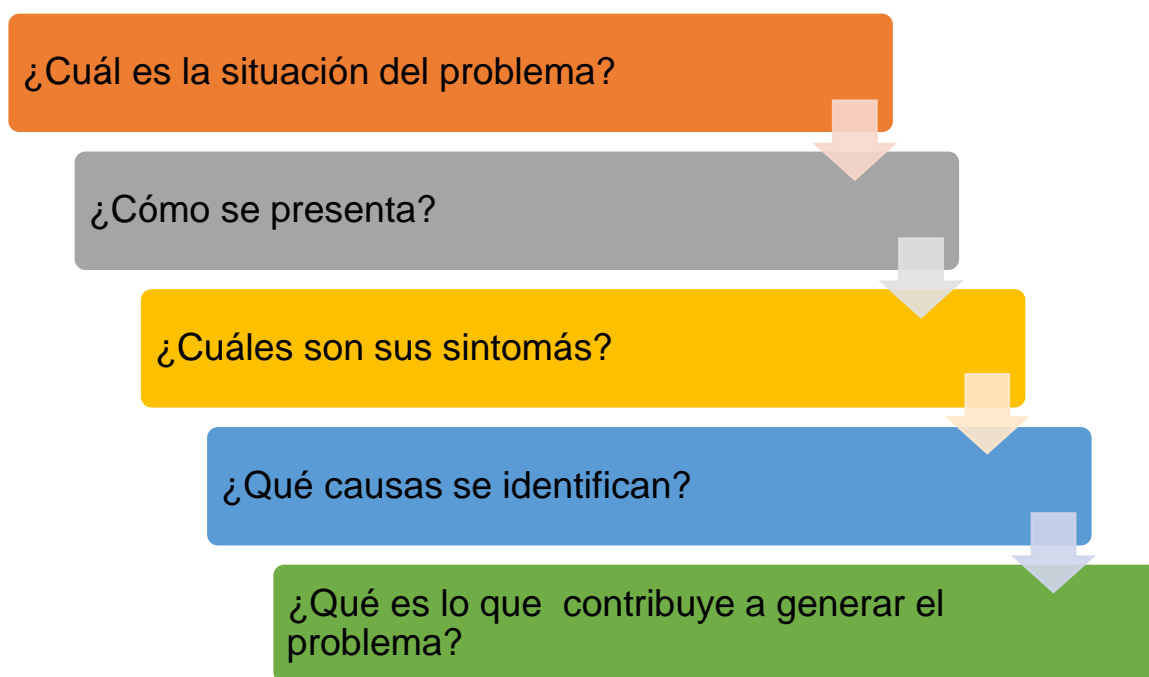 ¿Cuál es la situación del problema?
¿Cómo se presenta?
¿Cuáles son sus sintomás?
¿Qué causas se identifican?
¿Qué es lo que  contribuye a generar el
problema?